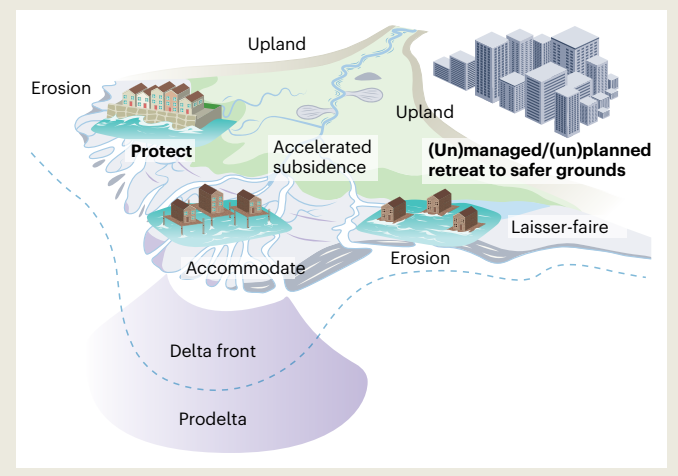 Upland
Erosion
Upland
Protect
Accelerated
subsidence
(Un)managed/(un)planned
retreat to safer grounds
Laisser-faire
Accommodate
Erosion
Delta front
Prodelta